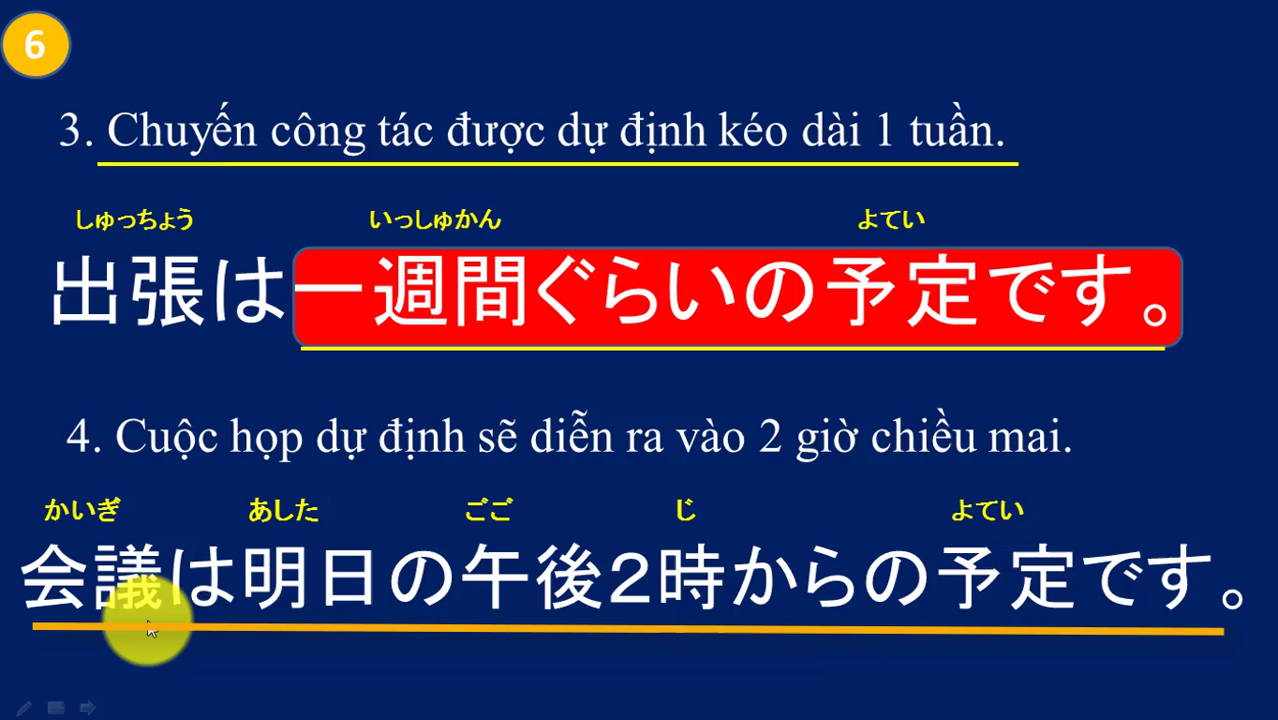 6
3. Chuyến công tác được dự định kéo dài 1 tuần.
しゅっちょう いっしゅかん よてい
出張は一週間ぐらいの予定です。
4. Cuộc họp dự định sẽ diễn ra vào 2 giờ chiều mai.
かいぎ あした ごご じ よてい
会議は明日の午後2時からの予定です。